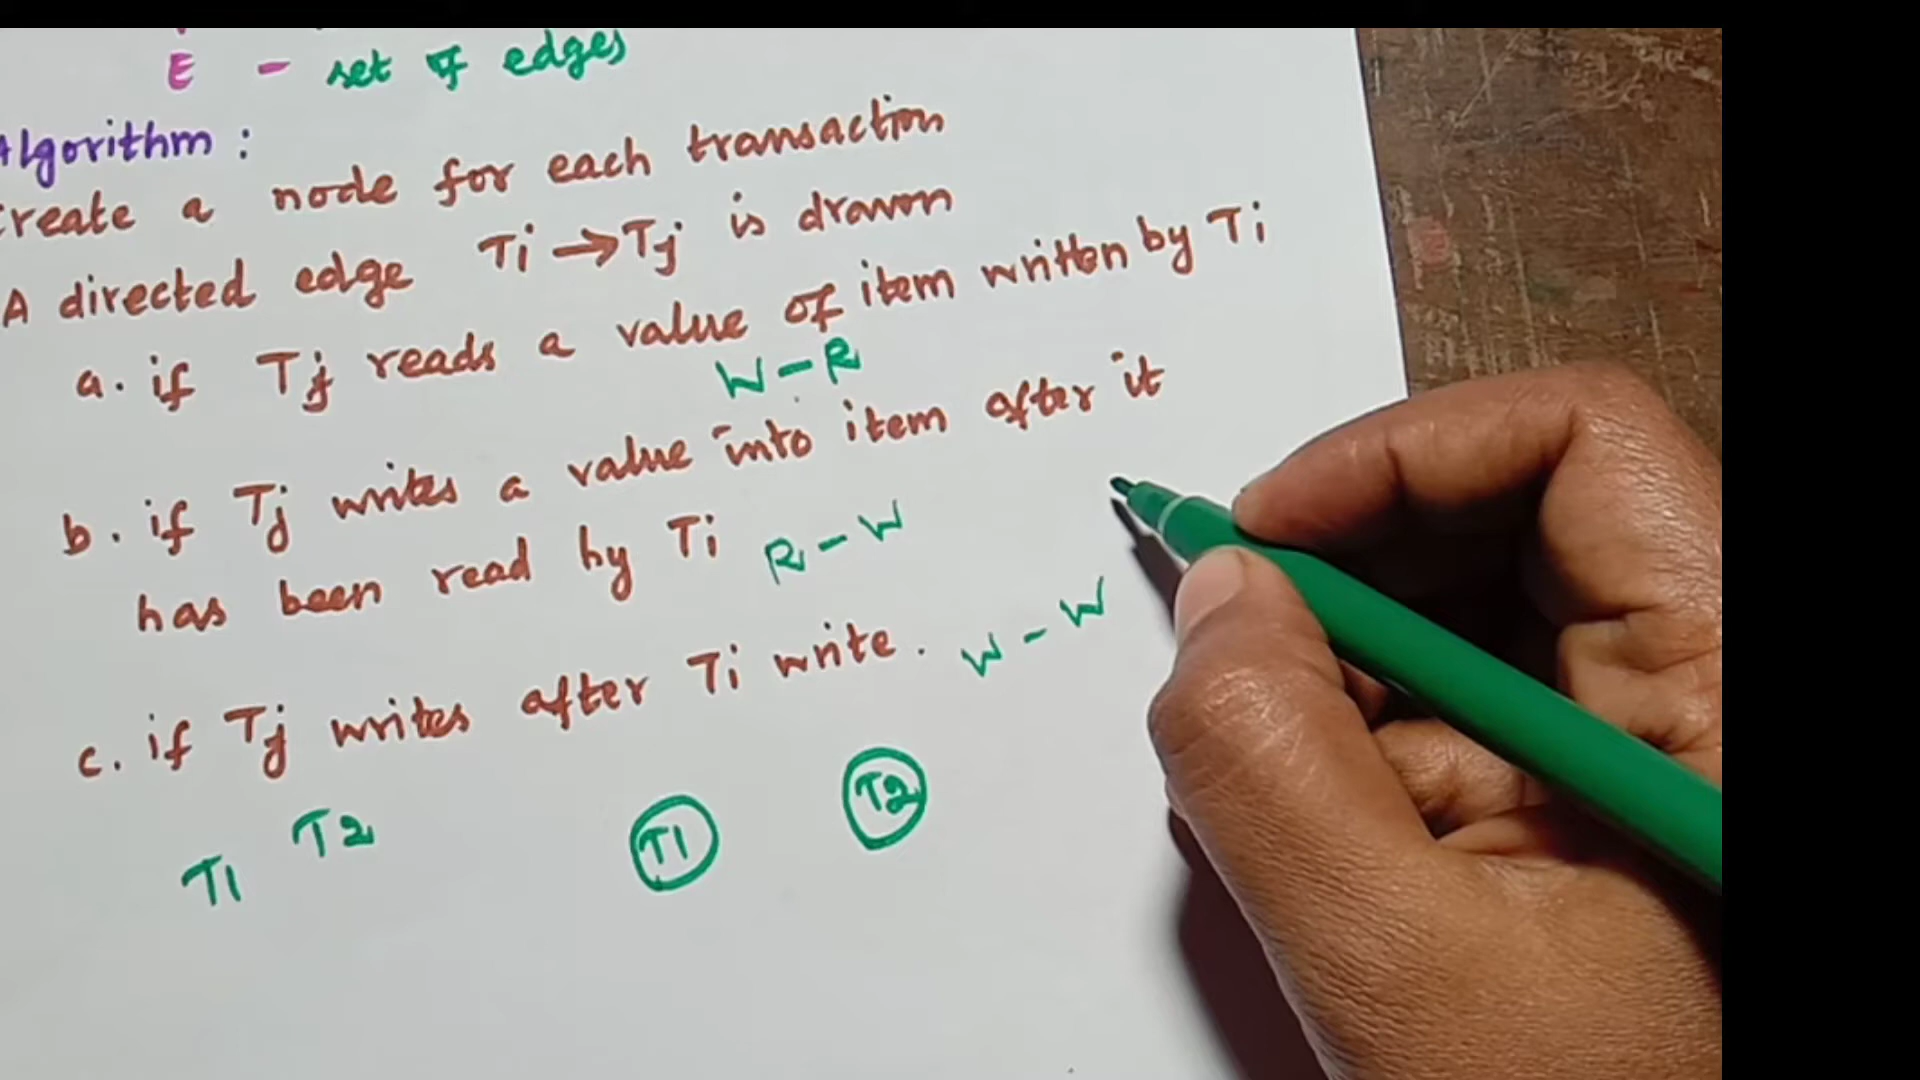 E - set of edges
Algorithm :
create a node for each transaction
A directed edge Ti → Tj is drawn
a. if Tj reads a value of item written by Ti
W - R
b. if Tj writes a value into item after it
has been read by Ti R - W
c. if Tj writes after Ti write. W - W
T1 T2 T1 T2